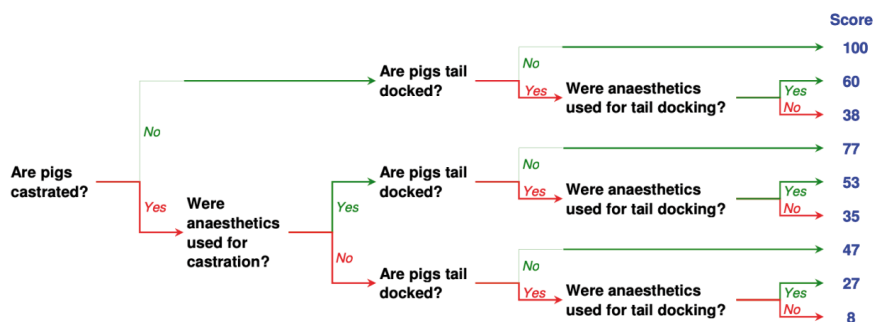 Score
100
No
Are pigs tail
docked?
Yes
Were anaesthetics
used for tail docking?
60
Yes
No
38
No
77
No
Are pigs
castrated?
Yes
Were
anaesthetics
used for
castration?
Yes
Are pigs tail
docked?
Yes
Were anaesthetics
used for tail docking?
53
Yes
No
35
No
47
No
Are pigs tail
docked?
Yes
Were anaesthetics
used for tail docking?
27
Yes
No
8